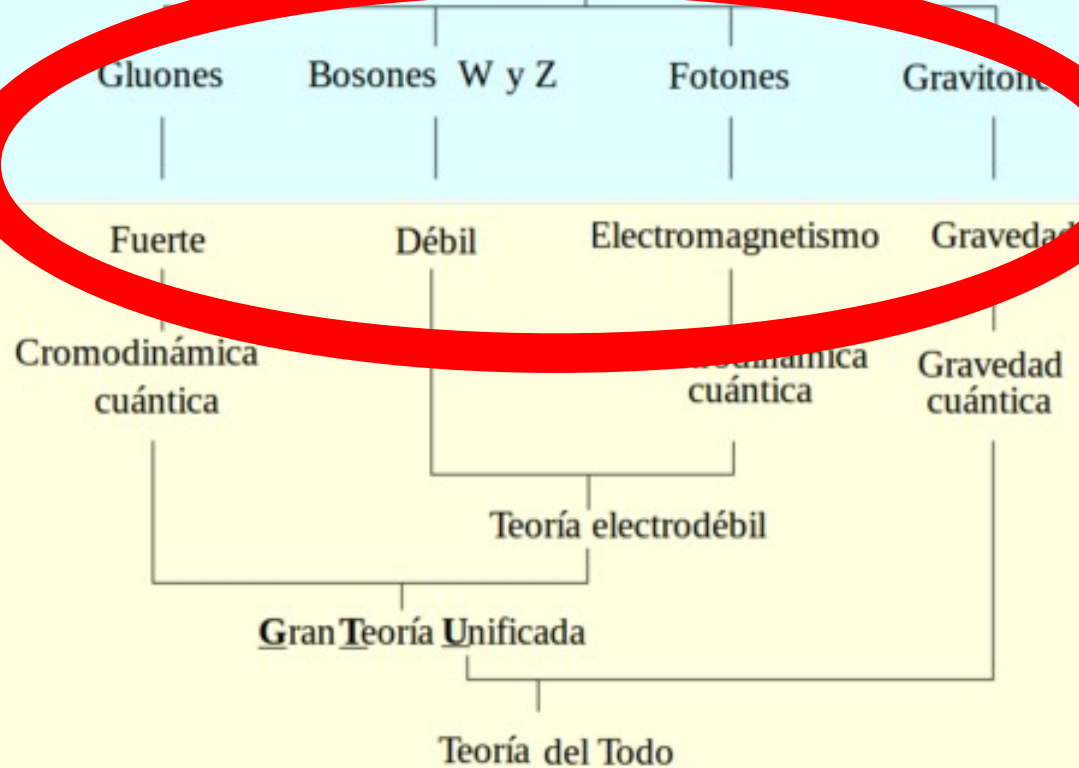 Gluones
Bosones W y Z
Fotones
Fuerte
Débil
Electromagnetismo
Gravedad
Cromodinámica
cuántica
cuántica
Gravedad
cuántica
Teoría electrodébil
Gran Teoría Unificada
Teoría del Todo